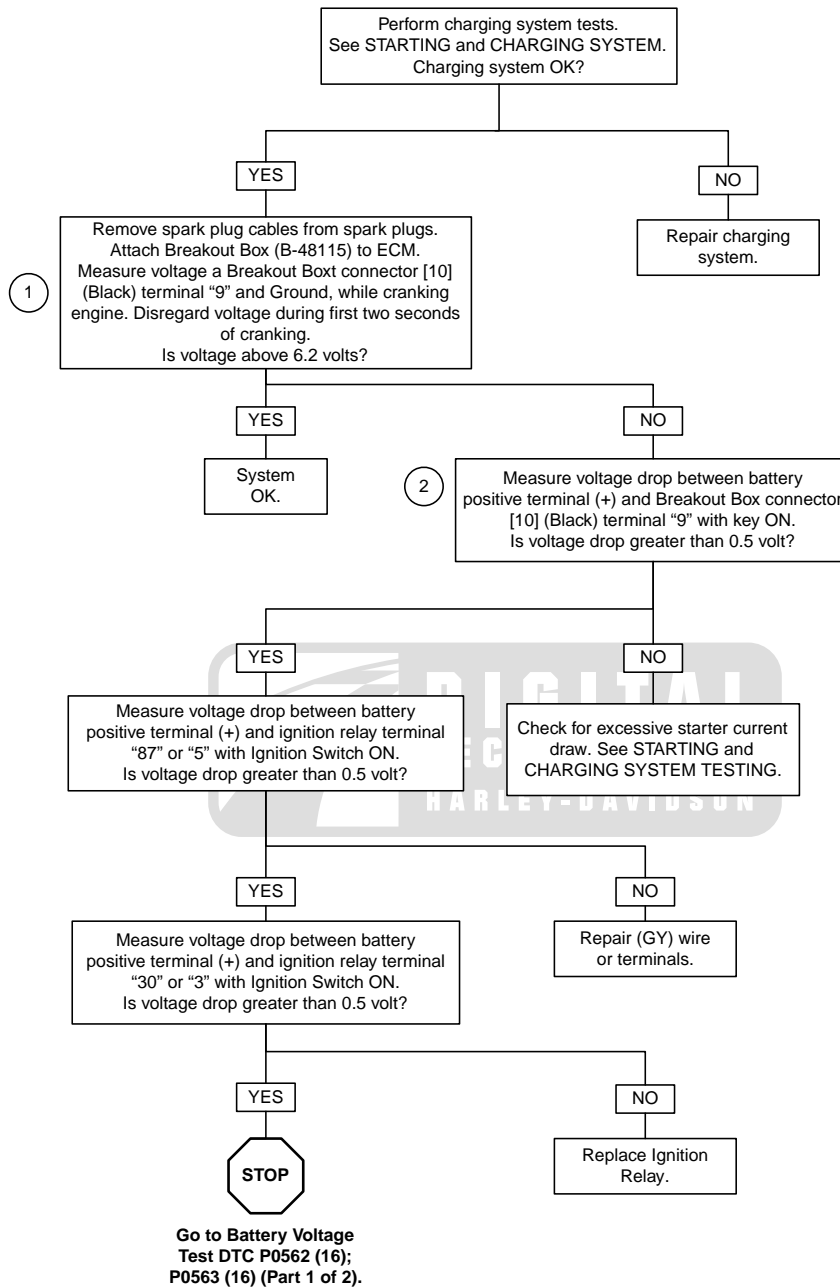 Perform charging system tests.
See STARTING and CHARGING SYSTEM.
Charging system OK?
YES
NO
Remove spark plug cables from spark plugs.
Attach Breakout Box (B-48115) to ECM.
Measure voltage a Breakout Boxt connector [10]
(Black) terminal “9” and Ground, while cranking
engine. Disregard voltage during first two seconds
of cranking.
Is voltage above 6.2 volts?
1
Repair charging
system.
YES
NO
System
OK.
2
Measure voltage drop between battery
positive terminal (+) and Breakout Box connector
[10] (Black) terminal “9” with key ON.
Is voltage drop greater than 0.5 volt?
YES
NO
Measure voltage drop between battery
positive terminal (+) and ignition relay terminal
“87” or “5” with Ignition Switch ON.
Is voltage drop greater than 0.5 volt?
Check for excessive starter current
draw. See STARTING and
CHARGING SYSTEM TESTING.
DIGITAL
HARLEY-DAVIDSON
YES
NO
Measure voltage drop between battery
positive terminal (+) and ignition relay terminal
“30” or “3” with Ignition Switch ON.
Is voltage drop greater than 0.5 volt?
Repair (GY) wire
or terminals.
YES
NO
STOP
Replace Ignition
Relay.
Go to Battery Voltage
Test DTC P0562 (16);
P0563 (16) (Part 1 of 2).